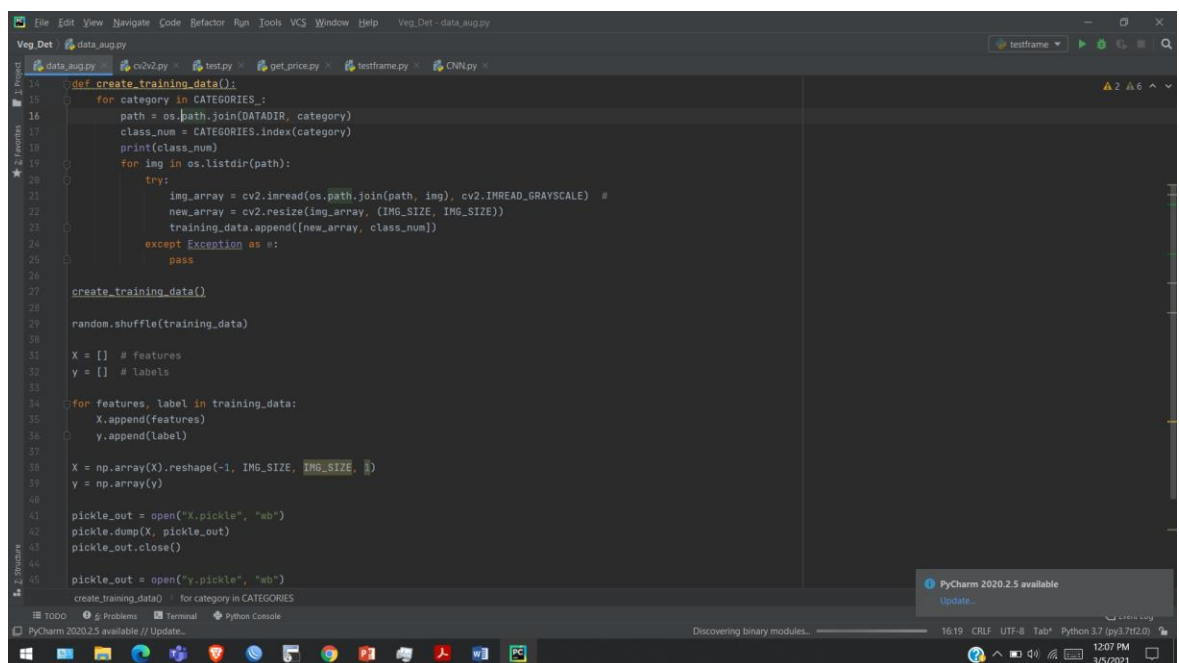 File Edit View Navigate Code Refactor Run Tools VCS Window Help Veg_Det - data_aug.py
Veg_Det data_aug.py testframe
data_aug.py cv2v2.py test.py get_price.py testframe.py CNN.py
1: Project
2: Favorites
Z: Structure
2 6
14 def create_training_data():
15 for category in CATEGORIES_:
16 path = os.path.join(DATADIR, category)
17 class_num = CATEGORIES.index(category)
18 print(class_num)
19 for img in os.listdir(path):
20 try:
21 img_array = cv2.imread(os.path.join(path, img), cv2.IMREAD_GRAYSCALE) #
22 new_array = cv2.resize(img_array, (IMG_SIZE, IMG_SIZE))
23 training_data.append([new_array, class_num])
24 except Exception as e:
25 pass
26
27 create_training_data()
28
29 random.shuffle(training_data)
30
31 X = [] # features
32 y = [] # labels
33
34 for features, label in training_data:
35 X.append(features)
36 y.append(label)
37
38 X = np.array(X).reshape(-1, IMG_SIZE, IMG_SIZE, 1)
39 y = np.array(y)
40
41 pickle_out = open("X.pickle", "wb")
42 pickle.dump(X, pickle_out)
43 pickle_out.close()
44
45 pickle_out = open("y.pickle", "wb")
create_training_data() for category in CATEGORIES
PyCharm 2020.2.5 available
Update...
TODO 6: Problems Terminal Python Console Event Log
PyCharm 2020.2.5 available // Update... Discovering binary modules... 16:19 CRLF UTF-8 Tab* Python 3.7 (py3.7tf2.0)
12:07 PM
3/5/2021